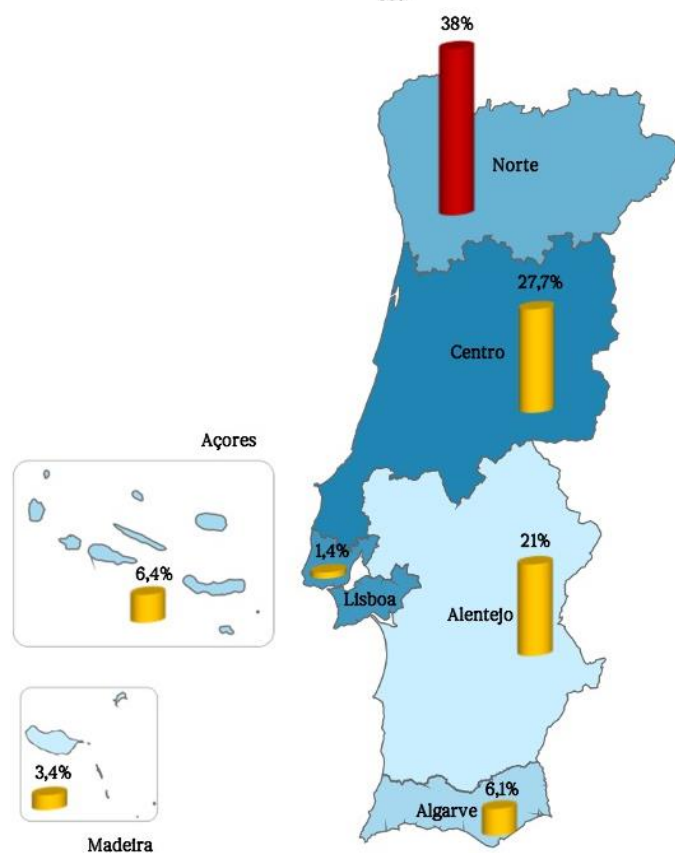 38%
Norte
27,7%
Centro
Açores
1,4%
21%
6,4%
Lisboa
Alentejo
3,4%
6,1%
Algarve
Madeira